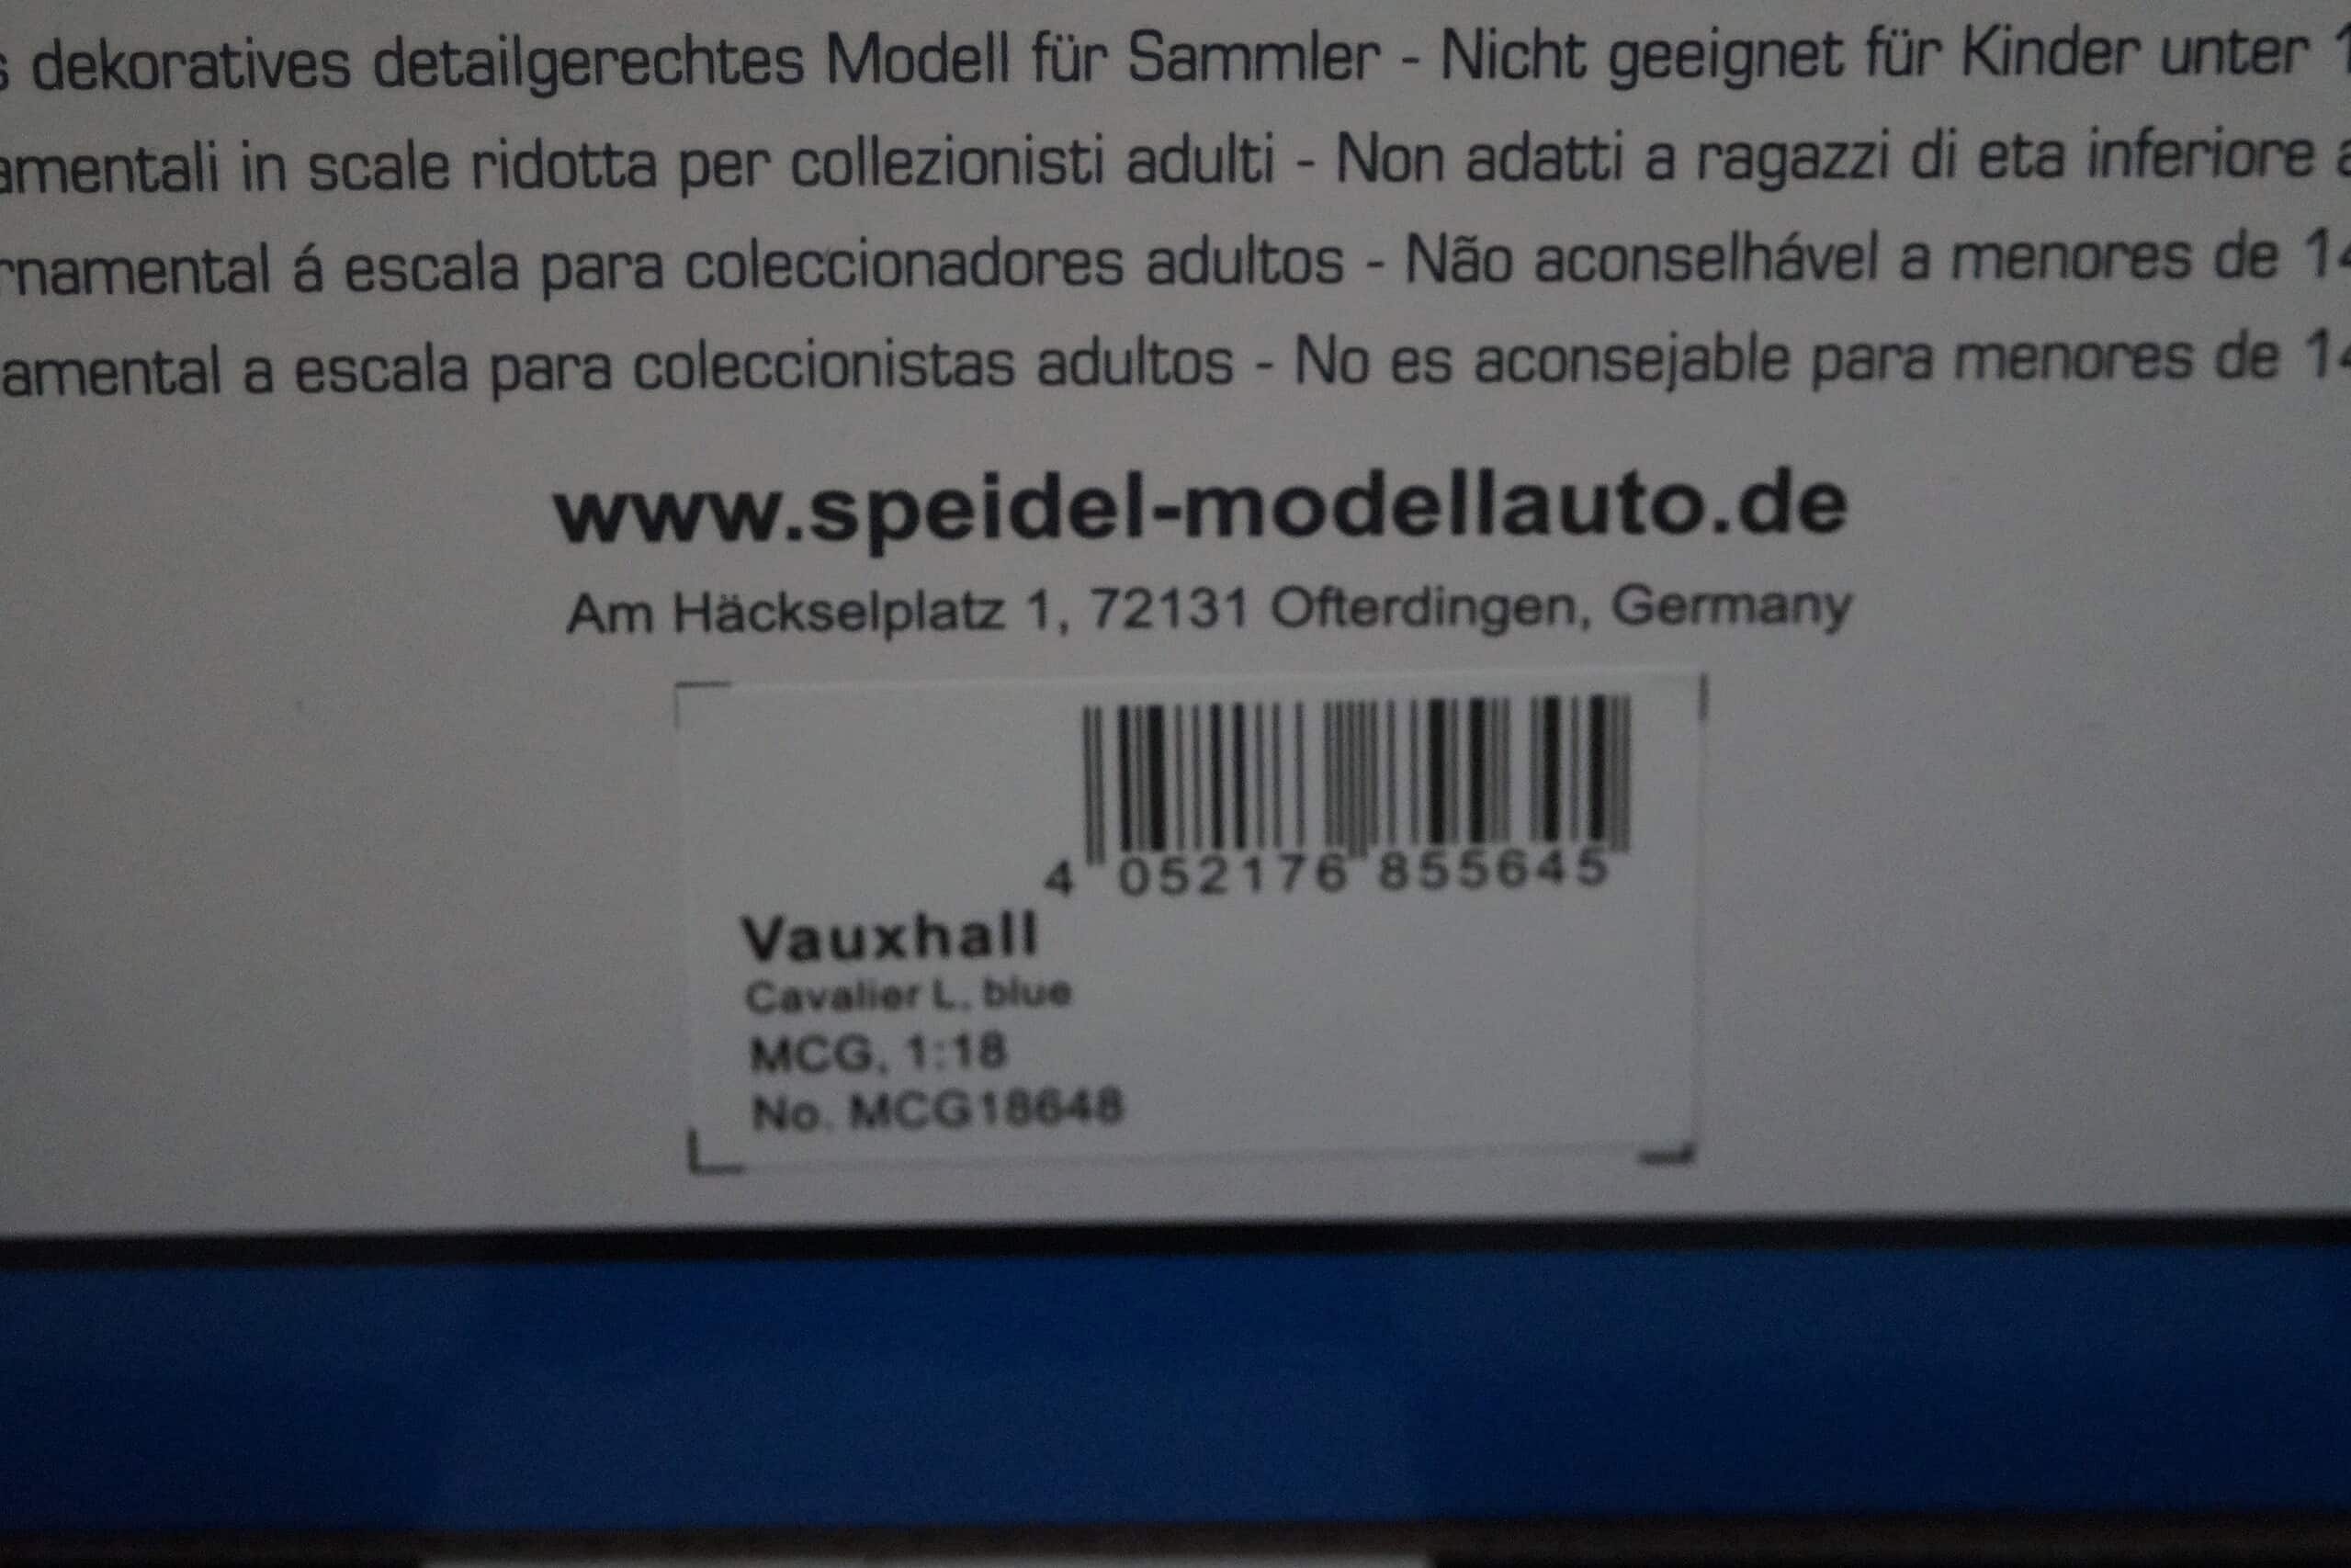 dekoratives detailgerechtes Modell für Sammler - Nicht geeignet für Kinder unter
in scale ridotta per collezionisti adulti - Non adatti a ragazzi di eta inferiore
á escala para coleccionadores adultos - Não aconselhável a menores de 14
a escala para coleccionistas adultos - No es aconsejable para menores de 14
www.speidel-modellauto.de
Am Häckselplatz 1, 72131 Ofterdingen, Germany
4 052176 855645
Vauxhall
Cavalier L, blue
MCG, 1:18
No. MCG18648